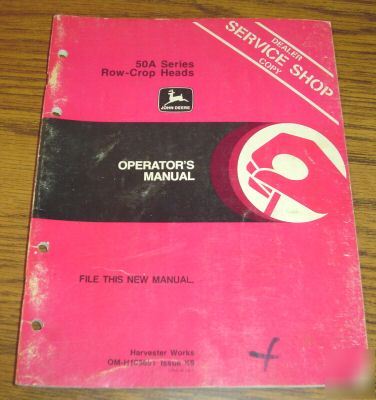 DEALER
SERVICE SHOP
COPY
50A Series
Row-Crop Heads
JOHN DEERE
OPERATOR'S
MANUAL
FILE THIS NEW MANUAL.
Harvester Works
Issue